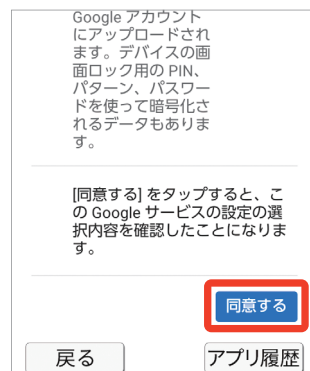 Google アカウント
にアップロードされ
ます。デバイスの画
面ロック用の PIN、
パターン、パスワー
ドを使って暗号化さ
れるデータもありま
す。
[同意する] をタップすると、こ
の Google サービスの設定の選
択内容を確認したことになりま
す。
同意する
戻る
アプリ履歴